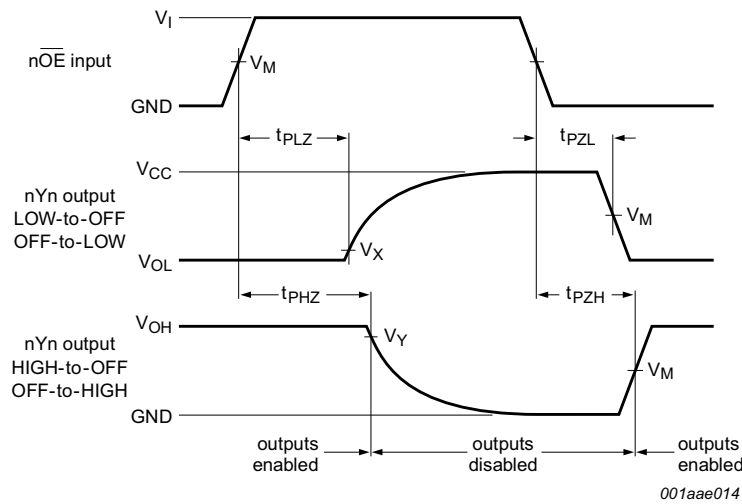 V_I
nOE input
V_M
GND
t_PLZ
t_PZL
V_CC
nYn output
LOW-to-OFF
OFF-to-LOW
V_M
V_X
V_OL
t_PHZ
t_PZH
V_OH
V_Y
nYn output
HIGH-to-OFF
OFF-to-HIGH
V_M
GND
outputs
enabled
outputs
disabled
outputs
enabled
001aae014